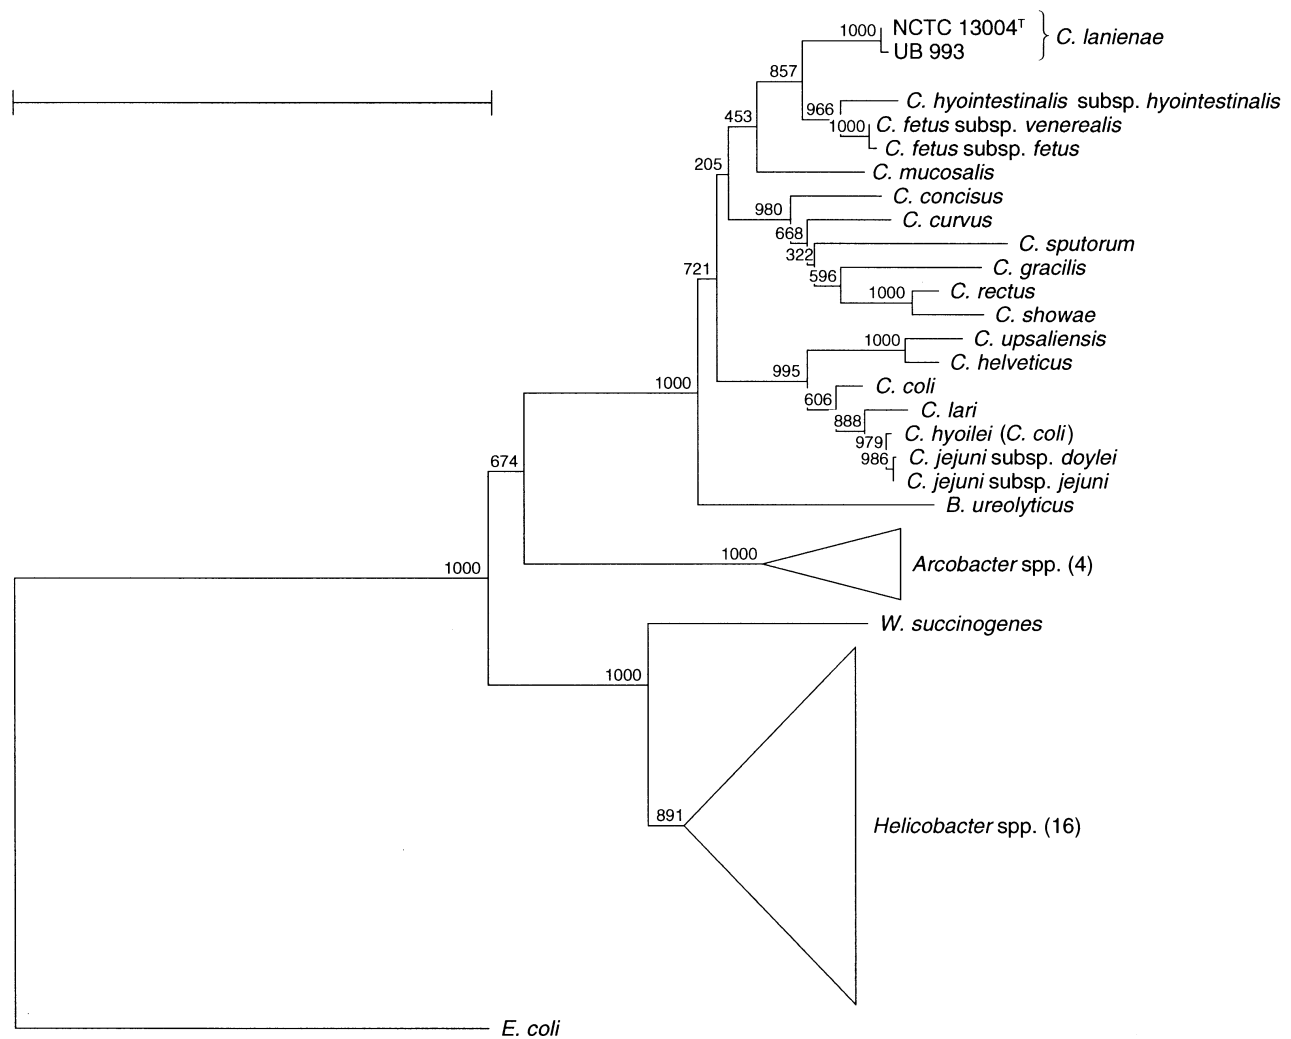 1000 NCTC 13004ᵀ
UB 993
C. lanienae
857
966 C. hyointestinalis subsp. hyointestinalis
453
1000 C. fetus subsp. venerealis
C. fetus subsp. fetus
205
C. mucosalis
C. concisus
980
C. curvus
668
C. sputorum
322
721
596 C. gracilis
1000 C. rectus
C. showae
1000 C. upsaliensis
C. helveticus
995
1000
C. coli
606
C. lari
888
C. hyoilei (C. coli)
979
986 C. jejuni subsp. doylei
674
C. jejuni subsp. jejuni
B. ureolyticus
1000
Arcobacter spp. (4)
1000
W. succinogenes
1000
891
Helicobacter spp. (16)
E. coli